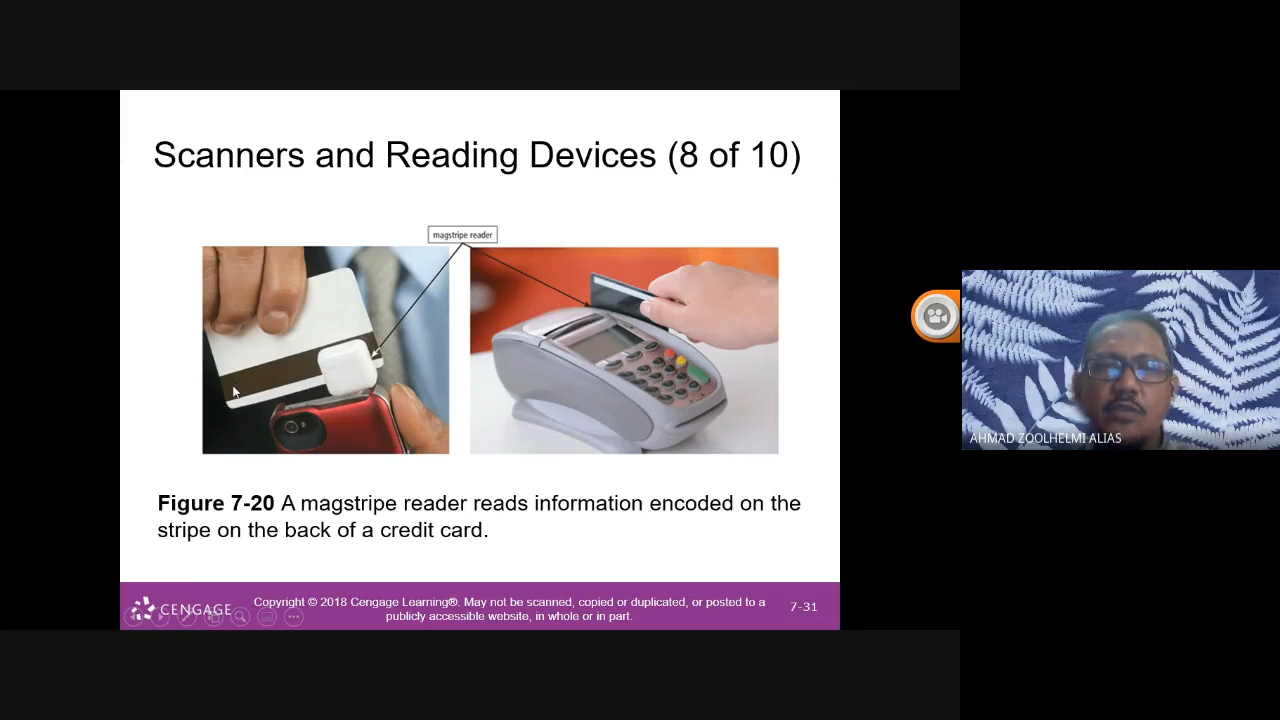 Scanners and Reading Devices (8 of 10)
magstripe reader
Figure 7-20 A magstripe reader reads information encoded on the
stripe on the back of a credit card.
CENGAGE
Copyright © 2018 Cengage Learning®. May not be scanned, copied or duplicated, or posted to a
publicly accessible website, in whole or in part.
7-31
AHMAD ZOOLHELMI ALIAS